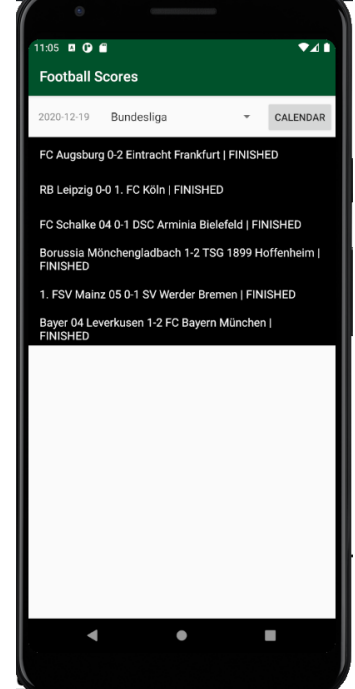 11:05
Football Scores
2020-12-19 Bundesliga CALENDAR
FC Augsburg 0-2 Eintracht Frankfurt | FINISHED
RB Leipzig 0-0 1. FC Köln | FINISHED
FC Schalke 04 0-1 DSC Arminia Bielefeld | FINISHED
Borussia Mönchengladbach 1-2 TSG 1899 Hoffenheim |
FINISHED
1. FSV Mainz 05 0-1 SV Werder Bremen | FINISHED
Bayer 04 Leverkusen 1-2 FC Bayern München |
FINISHED